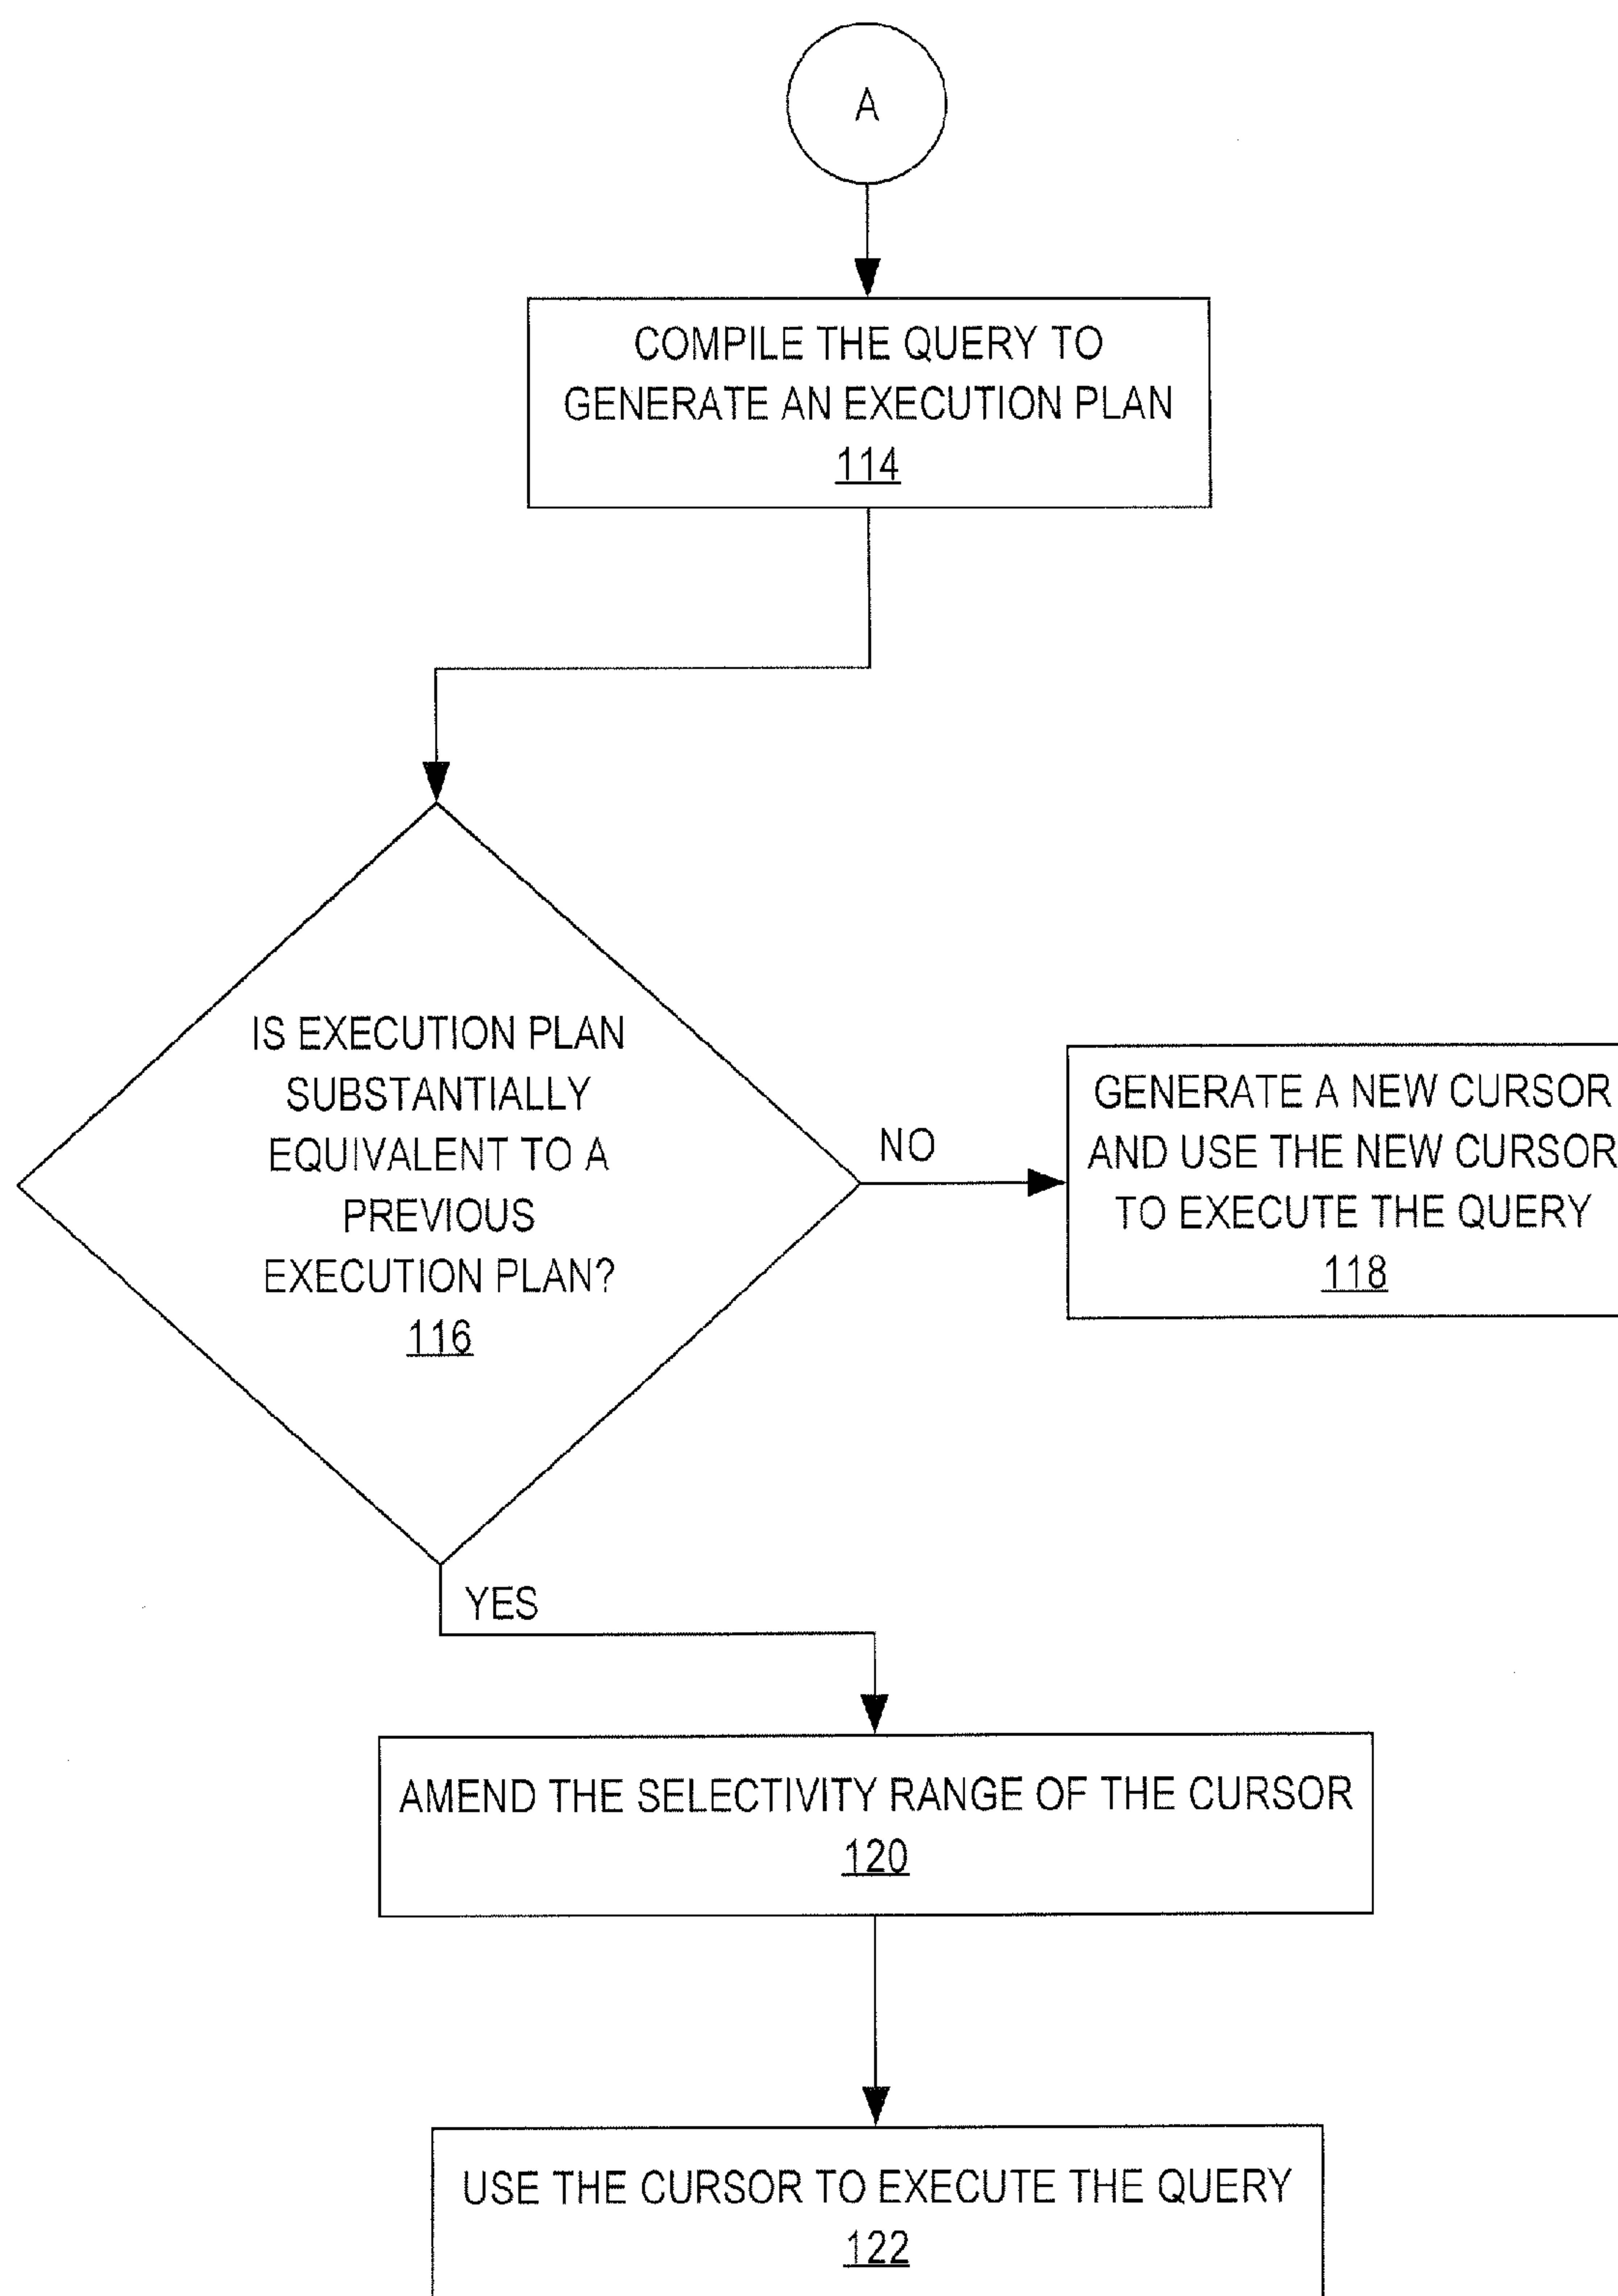 A
COMPILE THE QUERY TO
GENERATE AN EXECUTION PLAN
114
IS EXECUTION PLAN
SUBSTANTIALLY
EQUIVALENT TO A
PREVIOUS
EXECUTION PLAN?
116
NO
GENERATE A NEW CURSOR
AND USE THE NEW CURSOR
TO EXECUTE THE QUERY
118
YES
AMEND THE SELECTIVITY RANGE OF THE CURSOR
120
USE THE CURSOR TO EXECUTE THE QUERY
122